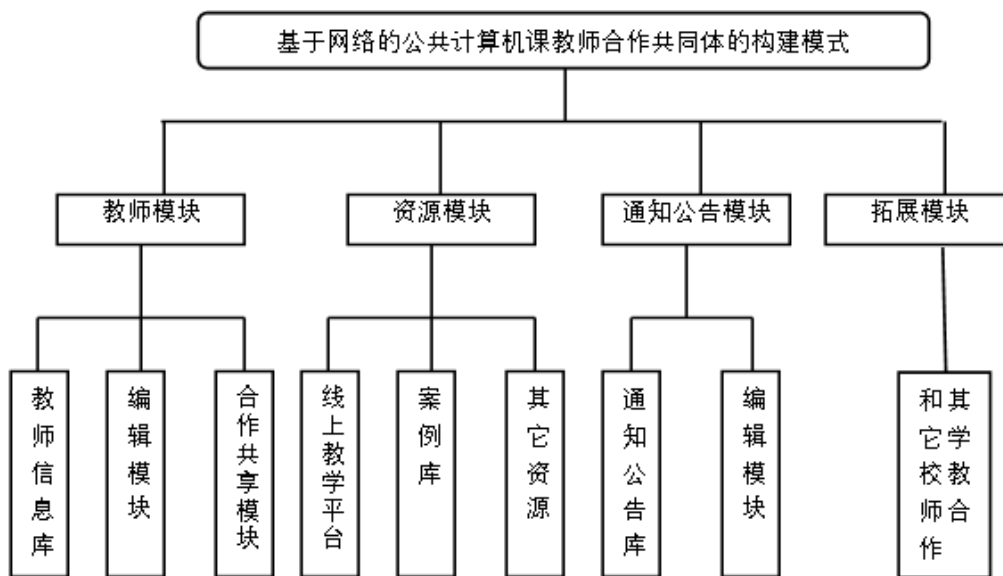 基于网络的公共计算机课教师合作共同体的构建模式
教师模块
资源模块
通知公告模块
拓展模块
教师信息库
编辑模块
合作共享模块
线上教学平台
案例库
其它资源
通知公告库
编辑模块
和其
它学
校教
师合
作